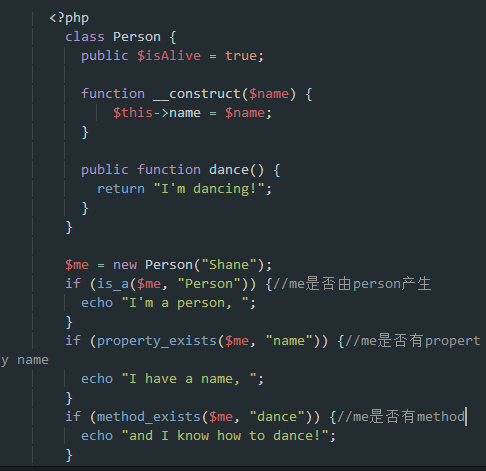 <?php
class Person {
public $isAlive = true;
function __construct($name) {
$this->name = $name;
}
public function dance() {
return "I'm dancing!";
}
}
$me = new Person("Shane");
if (is_a($me, "Person")) {//me是否由person产生
echo "I'm a person, ";
}
if (property_exists($me, "name")) {//me是否有propert
y name
echo "I have a name, ";
}
if (method_exists($me, "dance")) {//me是否有method
echo "and I know how to dance!";
}